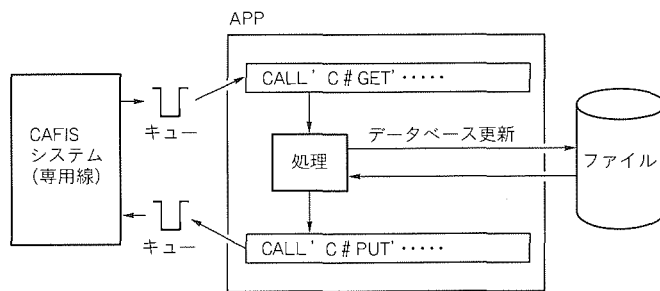 APP
CALL' C#GET'‥‥‥
キュー
CAFIS
システム
(専用線)
データベース更新
処理
ファイル
キュー
CALL' C#PUT'‥‥‥